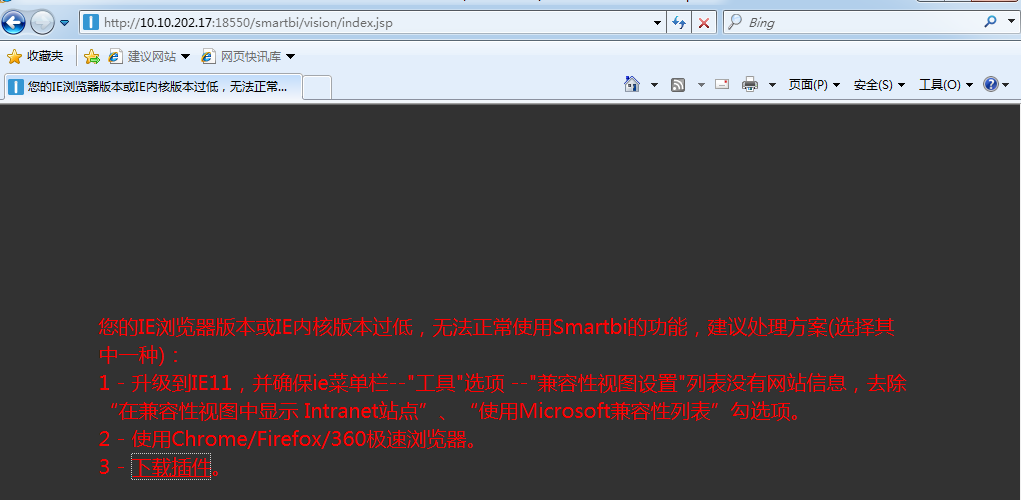 http://10.10.202.17:18550/smartbi/vision/index.jsp
Bing
收藏夹
建议网站
网页快讯库
您的IE浏览器版本或IE内核版本过低，无法正常...
页面(P)
安全(S)
工具(O)
您的IE浏览器版本或IE内核版本过低，无法正常使用Smartbi的功能，建议处理方案(选择其
中一种)：
1 - 升级到IE11，并确保ie菜单栏--"工具"选项 --"兼容性视图设置"列表没有网站信息，去除
“在兼容性视图中显示 Intranet站点”、“使用Microsoft兼容性列表”勾选项。
2 - 使用Chrome/Firefox/360极速浏览器。
3 - 下载插件。